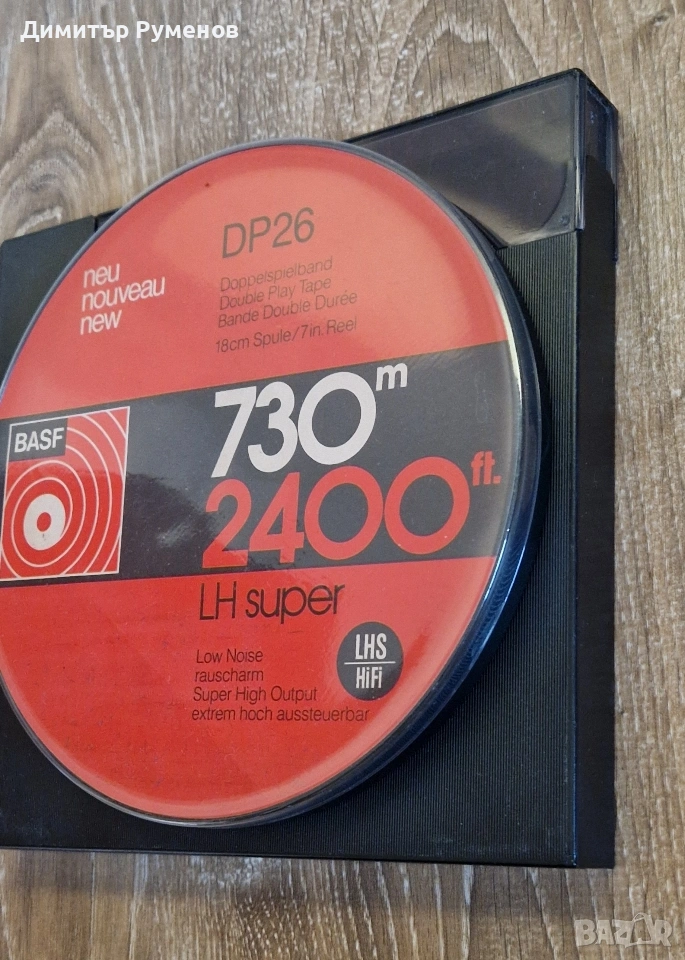 Димитър Руменов
DP26
Doppelspielband
Double Play Tape
Bande Double Durée
18cm Spule/7in. Reel
neu
nouveau
new
730m
2400ft.
BASF
LH super
Low Noise
rauscharm
Super High Output
extrem hoch aussteuerbar
LHS
HiFi
BAZAR